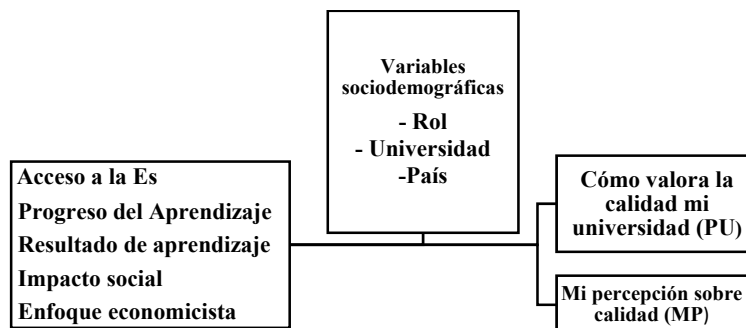 Variables
sociodemográficas
- Rol
- Universidad
-País
Acceso a la Es
Progreso del Aprendizaje
Resultado de aprendizaje
Impacto social
Enfoque economicista
Cómo valora la
calidad mi
universidad (PU)
Mi percepción sobre
calidad (MP)